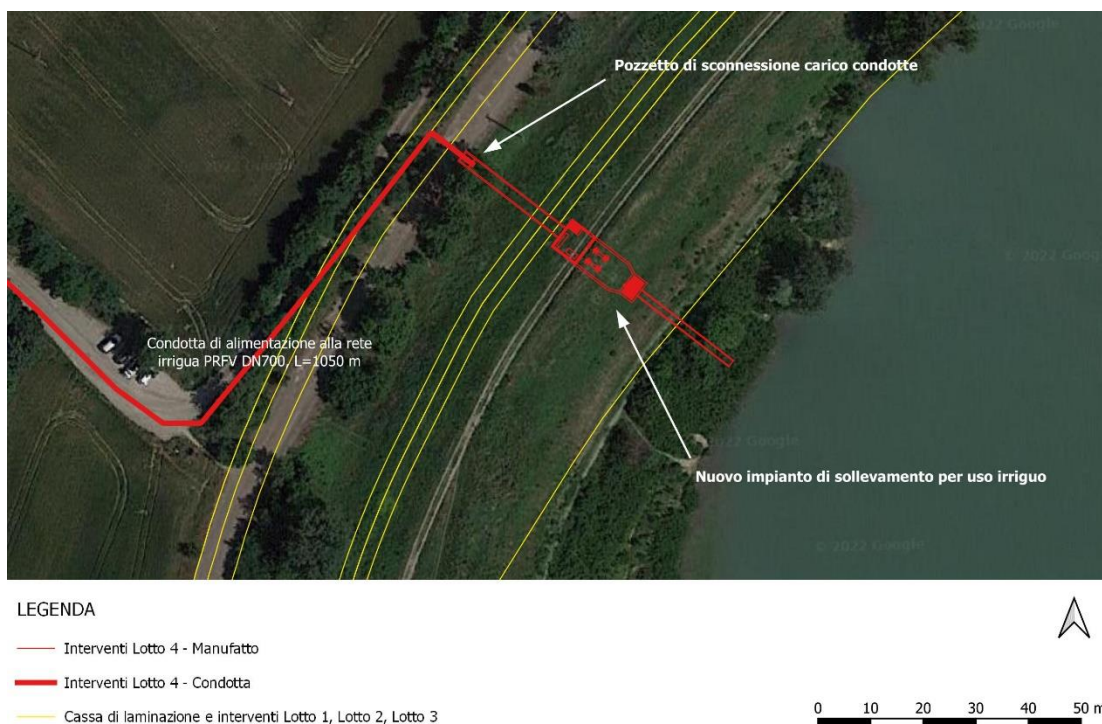 Pozzetto di sconnessione carico condotte
Condotta di alimentazione alla rete
irrigua PRFV DN700, L=1050 m
Nuovo impianto di sollevamento per uso irriguo
© 2022 Google
© 2022 Google
© 2022 Google
2022 Google
LEGENDA
Interventi Lotto 4 - Manufatto
Interventi Lotto 4 - Condotta
Cassa di laminazione e interventi Lotto 1, Lotto 2, Lotto 3
0 10 20 30 40 50 m